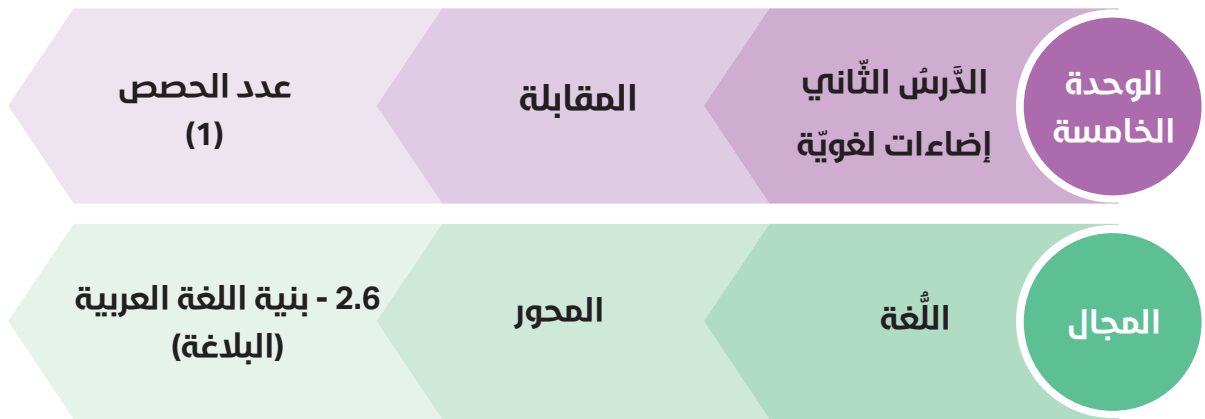 الوحدة
الخامسة
الدَّرسُ الثّاني
إضاءات لغويّة
المقابلة
عدد الحصص
(1)
المجال
اللُّغة
المحور
2.6 - بنية اللغة العربية
(البلاغة)